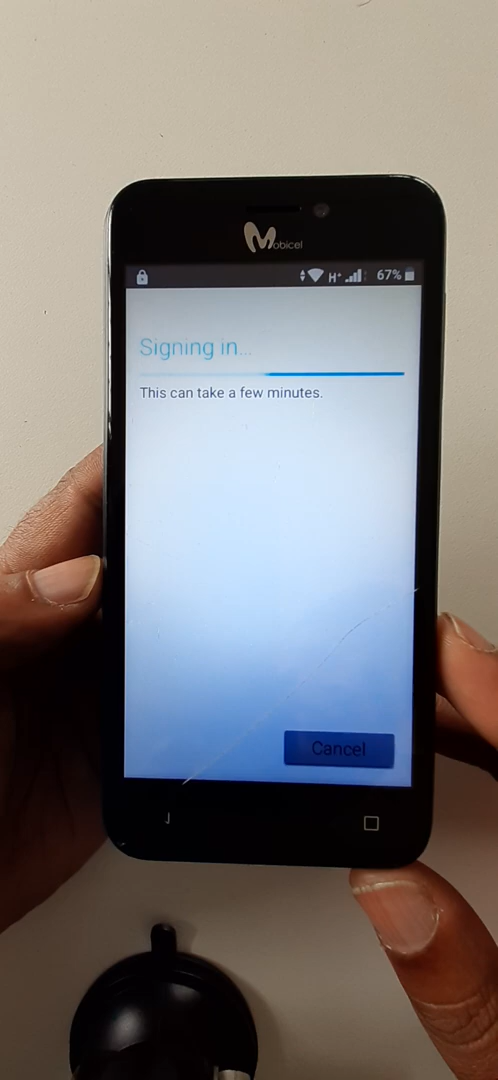 Mobicel
H+ 67%
Signing in...
This can take a few minutes.
Cancel